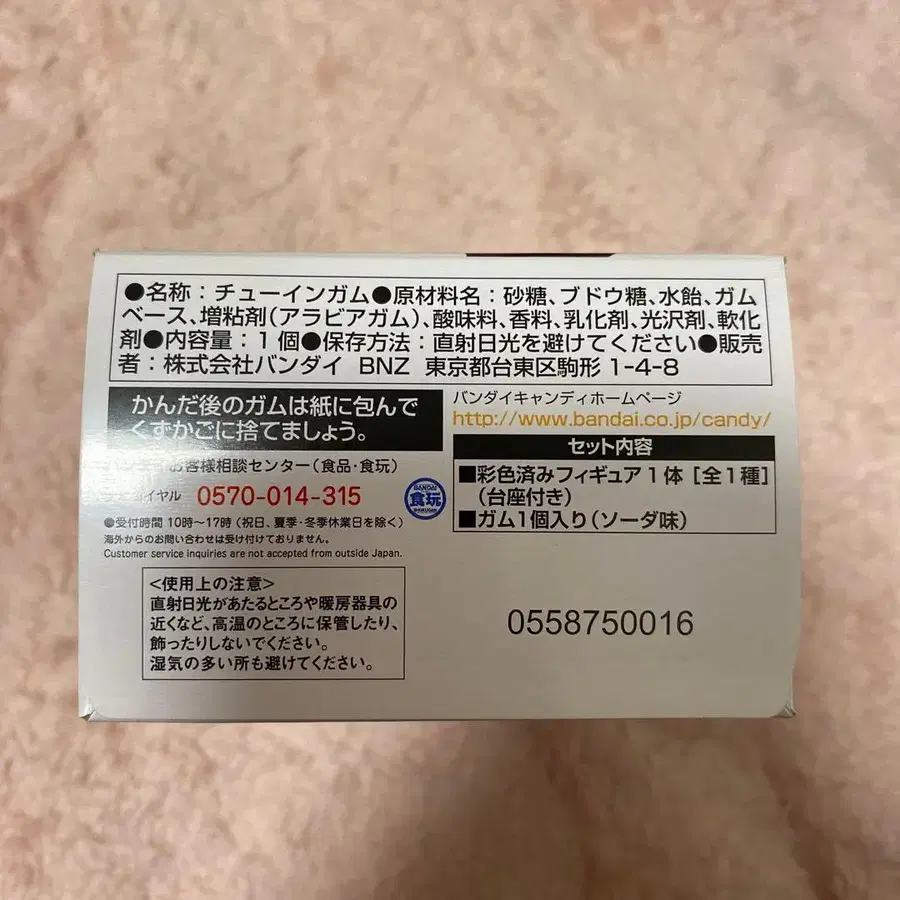 ●名称：チューインガム●原材料名：砂糖、ブドウ糖、水飴、ガム
ベース、増粘剤（アラビアガム）、酸味料、香料、乳化剤、光沢剤、軟化
剤●内容量：1個●保存方法：直射日光を避けてください●販売
者：株式会社バンダイ BNZ 東京都台東区駒形 1-4-8
かんだ後のガムは紙に包んで
くずかごに捨てましょう。
バンダイお客様相談センター（食品・食玩）
イヤル 0570-014-315
●受付時間 10時～17時（祝日、夏季・冬季休業日を除く）
海外からのお問い合わせは受け付けておりません。
Customer service inquiries are not accepted from outside Japan.
BANDAI
食玩
SHOKUGAN
バンダイキャンディホームページ
http://www.bandai.co.jp/candy/
セット内容
■彩色済みフィギュア1体［全1種］
（台座付き）
■ガム1個入り（ソーダ味）
＜使用上の注意＞
直射日光があたるところや暖房器具の
近くなど、高温のところに保管したり、
飾ったりしないでください。
湿気の多い所も避けてください。
0558750016